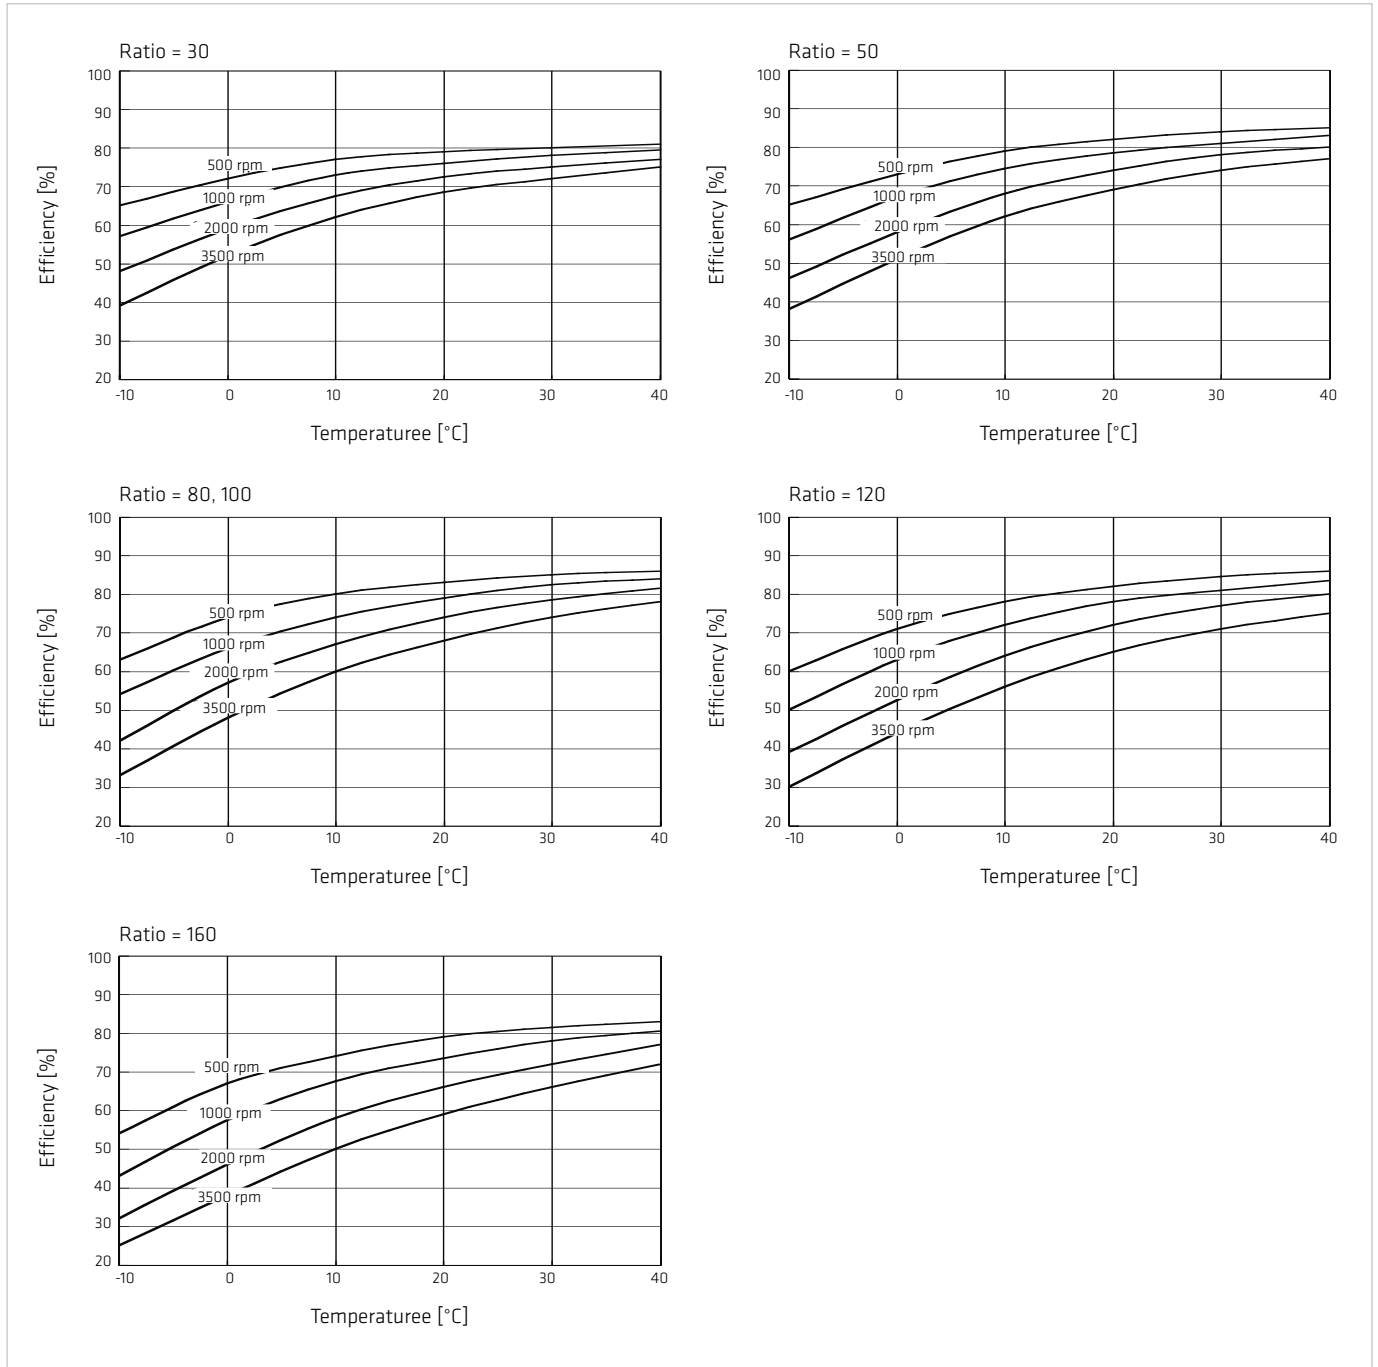 Ratio = 30
100
90
80
70
60
50
40
30
20
500 rpm
1000 rpm
2000 rpm
3500 rpm
-10 0 10 20 30 40
Efficiency [%]
Temperaturee [°C]
Ratio = 50
100
90
80
70
60
50
40
30
20
500 rpm
1000 rpm
2000 rpm
3500 rpm
-10 0 10 20 30 40
Efficiency [%]
Temperaturee [°C]
Ratio = 80, 100
100
90
80
70
60
50
40
30
20
500 rpm
1000 rpm
2000 rpm
3500 rpm
-10 0 10 20 30 40
Efficiency [%]
Temperaturee [°C]
Ratio = 120
100
90
80
70
60
50
40
30
20
500 rpm
1000 rpm
2000 rpm
3500 rpm
-10 0 10 20 30 40
Efficiency [%]
Temperaturee [°C]
Ratio = 160
100
90
80
70
60
50
40
30
20
500 rpm
1000 rpm
2000 rpm
3500 rpm
-10 0 10 20 30 40
Efficiency [%]
Temperaturee [°C]